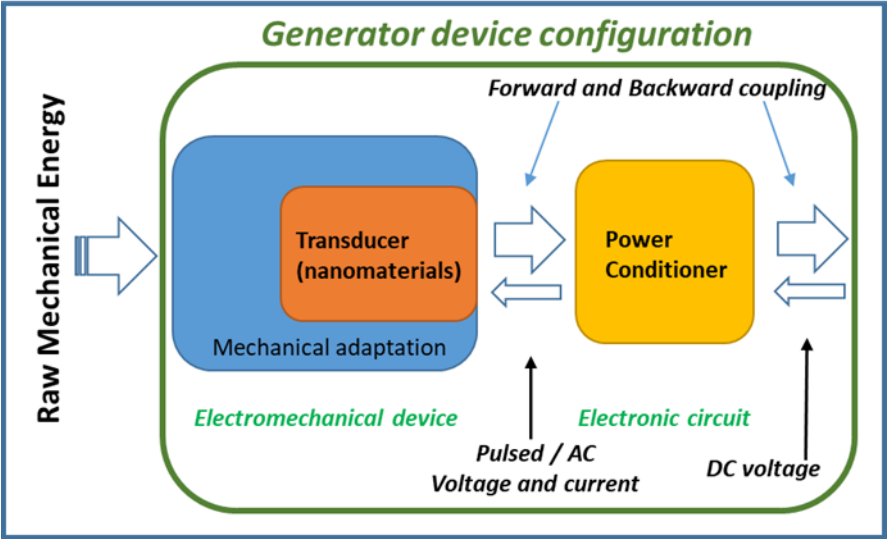 Generator device configuration
Forward and Backward coupling
Raw Mechanical Energy
Transducer
(nanomaterials)
Mechanical adaptation
Power
Conditioner
Electromechanical device
Electronic circuit
Pulsed / AC
Voltage and current
DC voltage